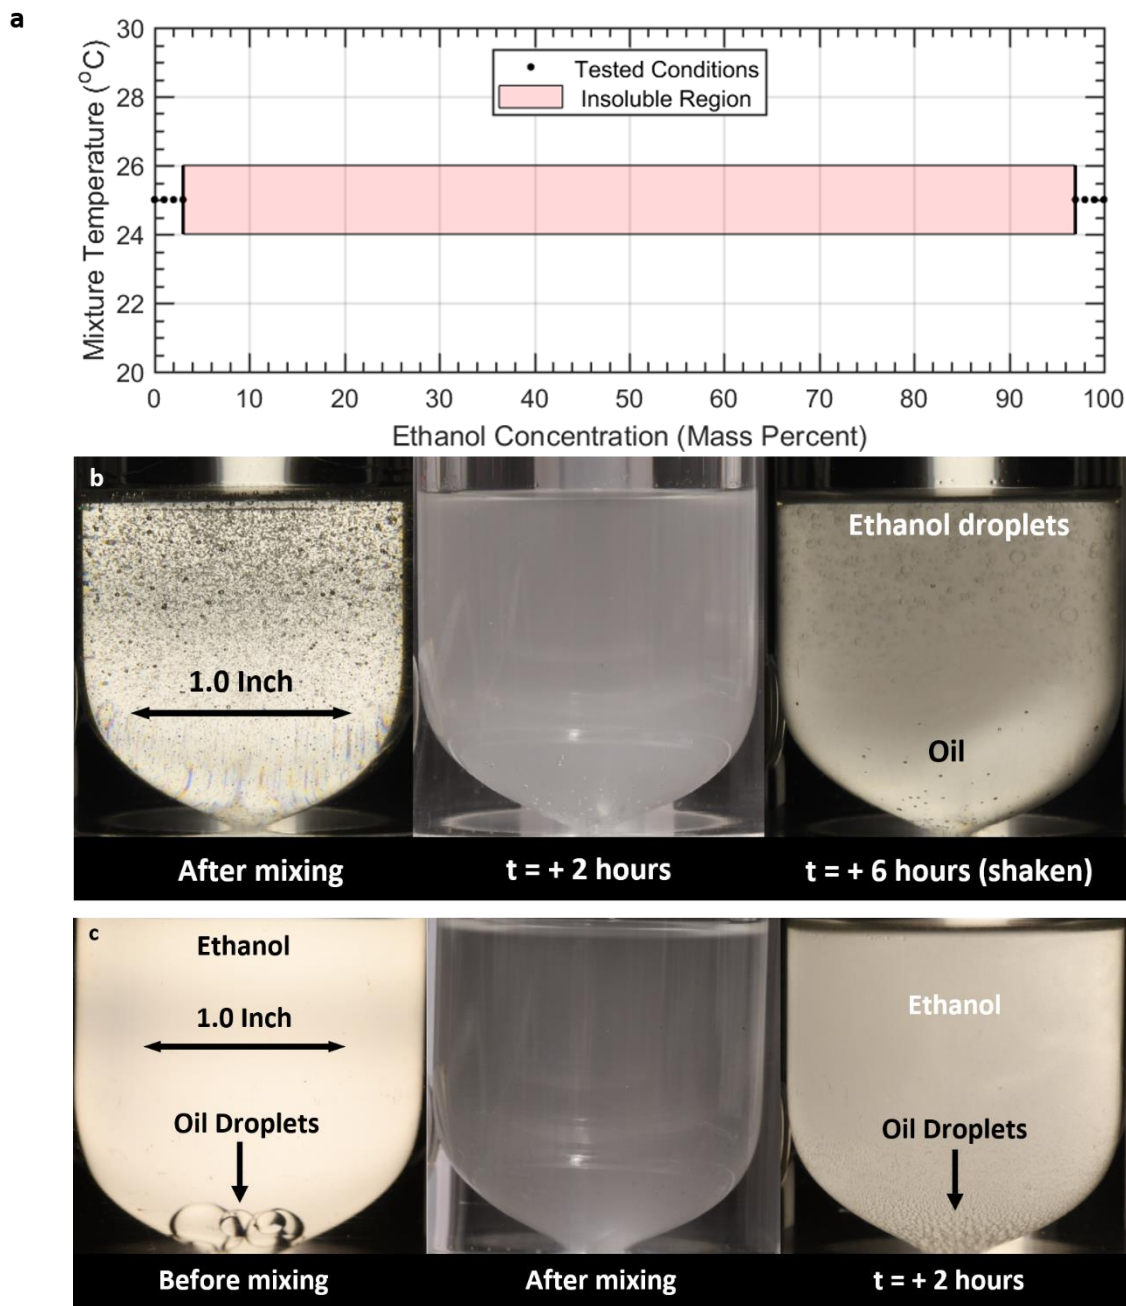 a
30
28
26
24
22
20
Mixture Temperature (°C)
Tested Conditions
Insoluble Region
0 10 20 30 40 50 60 70 80 90 100
Ethanol Concentration (Mass Percent)
b
1.0 Inch
Ethanol droplets
Oil
After mixing
t = + 2 hours
t = + 6 hours (shaken)
c
Ethanol
1.0 Inch
Oil Droplets
Ethanol
Oil Droplets
Before mixing
After mixing
t = + 2 hours